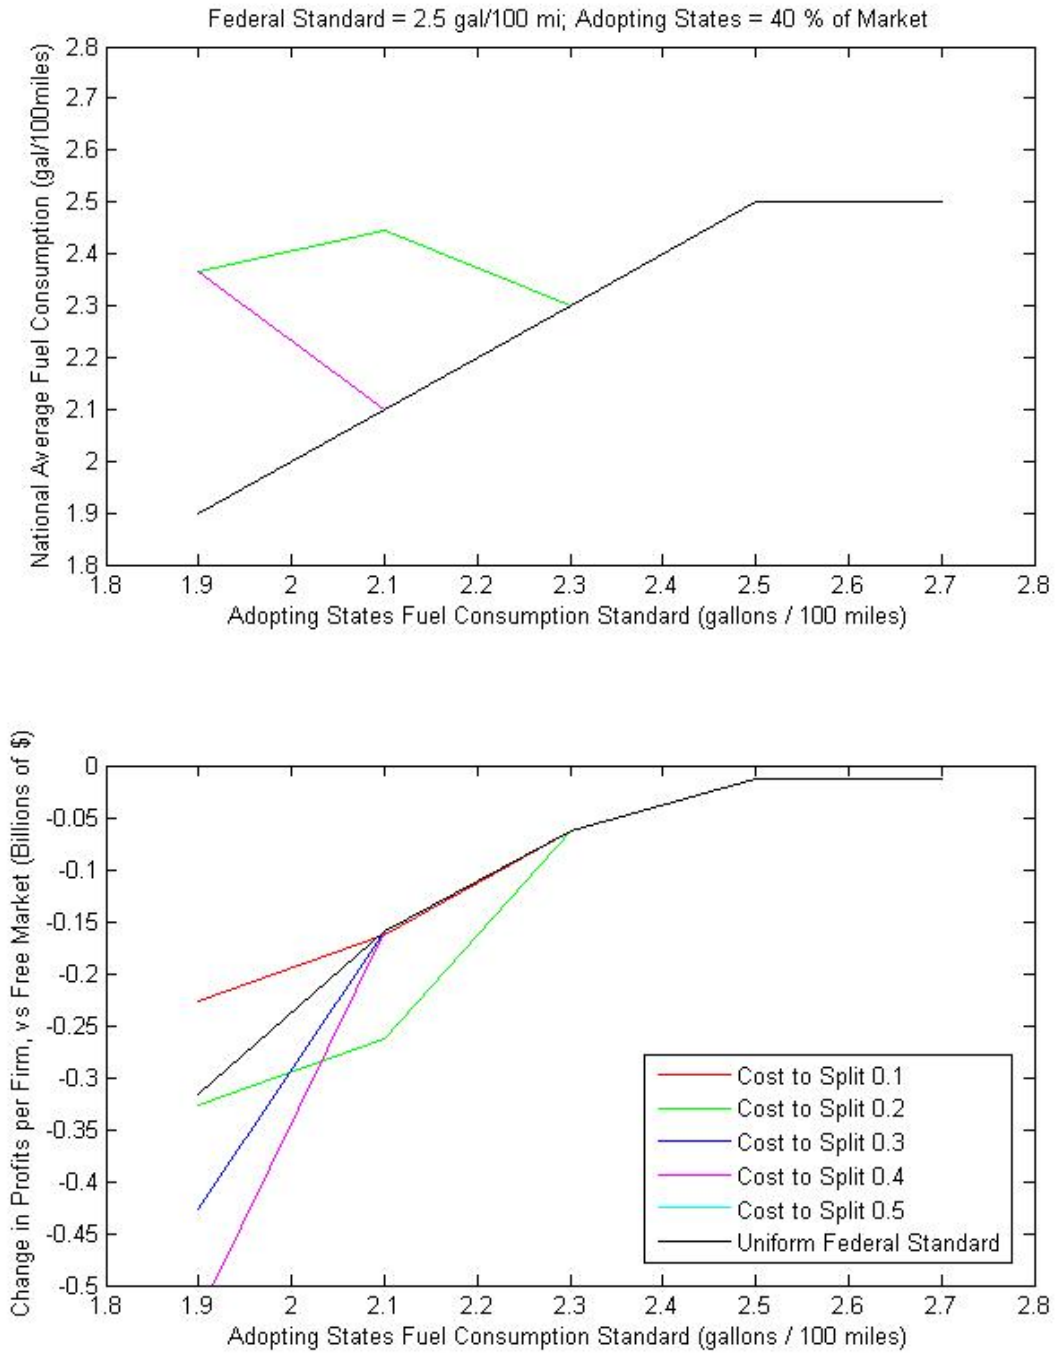 Federal Standard = 2.5 gal/100 mi; Adopting States = 40 % of Market
National Average Fuel Consumption (gal/100miles)
2.8
2.7
2.6
2.5
2.4
2.3
2.2
2.1
2
1.9
1.8
1.8 1.9 2 2.1 2.2 2.3 2.4 2.5 2.6 2.7 2.8
Adopting States Fuel Consumption Standard (gallons / 100 miles)
Change in Profits per Firm, vs Free Market (Billions of $)
0
-0.05
-0.1
-0.15
-0.2
-0.25
-0.3
-0.35
-0.4
-0.45
-0.5
Cost to Split 0.1
Cost to Split 0.2
Cost to Split 0.3
Cost to Split 0.4
Cost to Split 0.5
Uniform Federal Standard
1.8 1.9 2 2.1 2.2 2.3 2.4 2.5 2.6 2.7 2.8
Adopting States Fuel Consumption Standard (gallons / 100 miles)